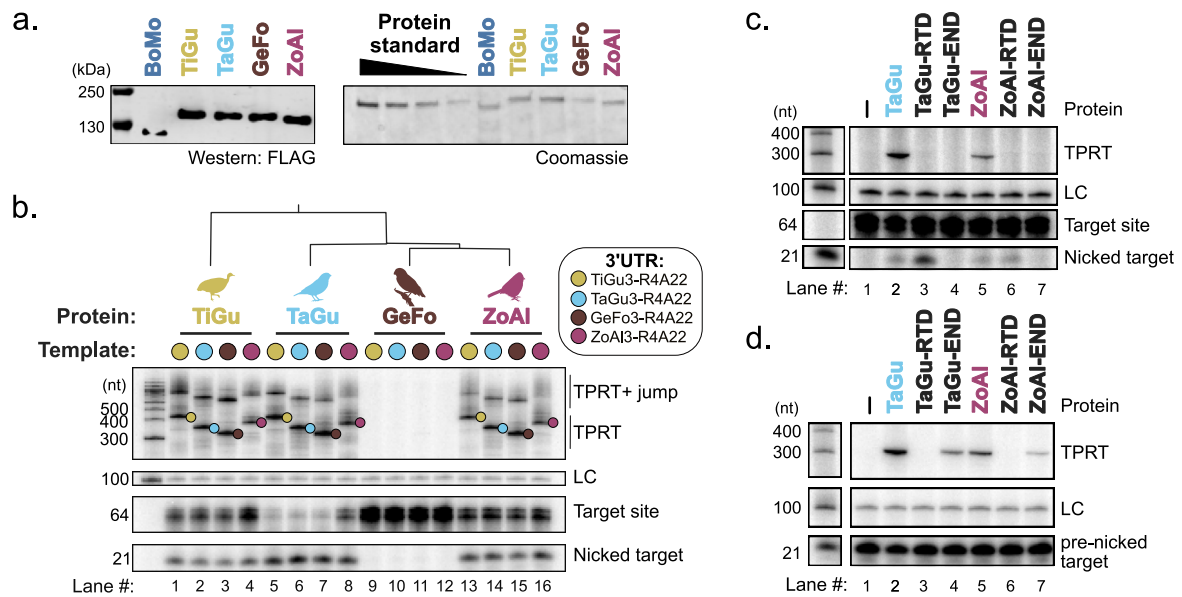 a.
(kDa)
BoMo
TiGu
TaGu
GeFo
ZoAl
250
130
Western: FLAG
Protein
standard
BoMo
TiGu
TaGu
GeFo
ZoAl
Coomassie
b.
TiGu
TaGu
GeFo
ZoAl
Protein:
Template:
3'UTR:
TiGu3-R4A22
TaGu3-R4A22
GeFo3-R4A22
ZoAl3-R4A22
(nt)
500
400
300
TPRT+ jump
TPRT
100
LC
64
Target site
21
Nicked target
Lane #: 1 2 3 4 5 6 7 8 9 10 11 12 13 14 15 16
c.
(nt)
–
TaGu
TaGu-RTD
TaGu-END
ZoAl
ZoAl-RTD
ZoAl-END
Protein
400
300
TPRT
100
LC
64
Target site
21
Nicked target
Lane #: 1 2 3 4 5 6 7
d.
(nt)
–
TaGu
TaGu-RTD
TaGu-END
ZoAl
ZoAl-RTD
ZoAl-END
Protein
400
300
TPRT
100
LC
21
pre-nicked
target
Lane #: 1 2 3 4 5 6 7